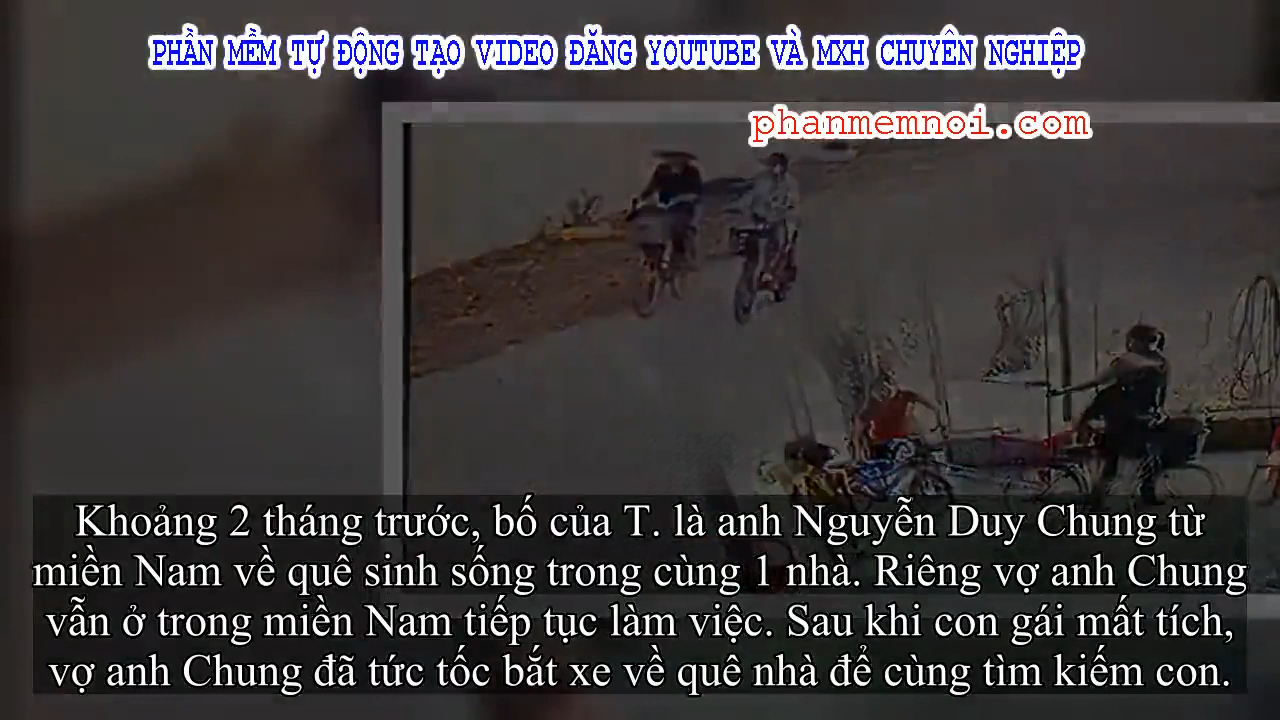 PHẦN MỀM TỰ ĐỘNG TẠO VIDEO ĐĂNG YOUTUBE VÀ MXH CHUYÊN NGHIỆP
phanmemnoi.com
Khoảng 2 tháng trước, bố của T. là anh Nguyễn Duy Chung từ
miền Nam về quê sinh sống trong cùng 1 nhà. Riêng vợ anh Chung
vẫn ở trong miền Nam tiếp tục làm việc. Sau khi con gái mất tích,
vợ anh Chung đã tức tốc bắt xe về quê nhà để cùng tìm kiếm con.